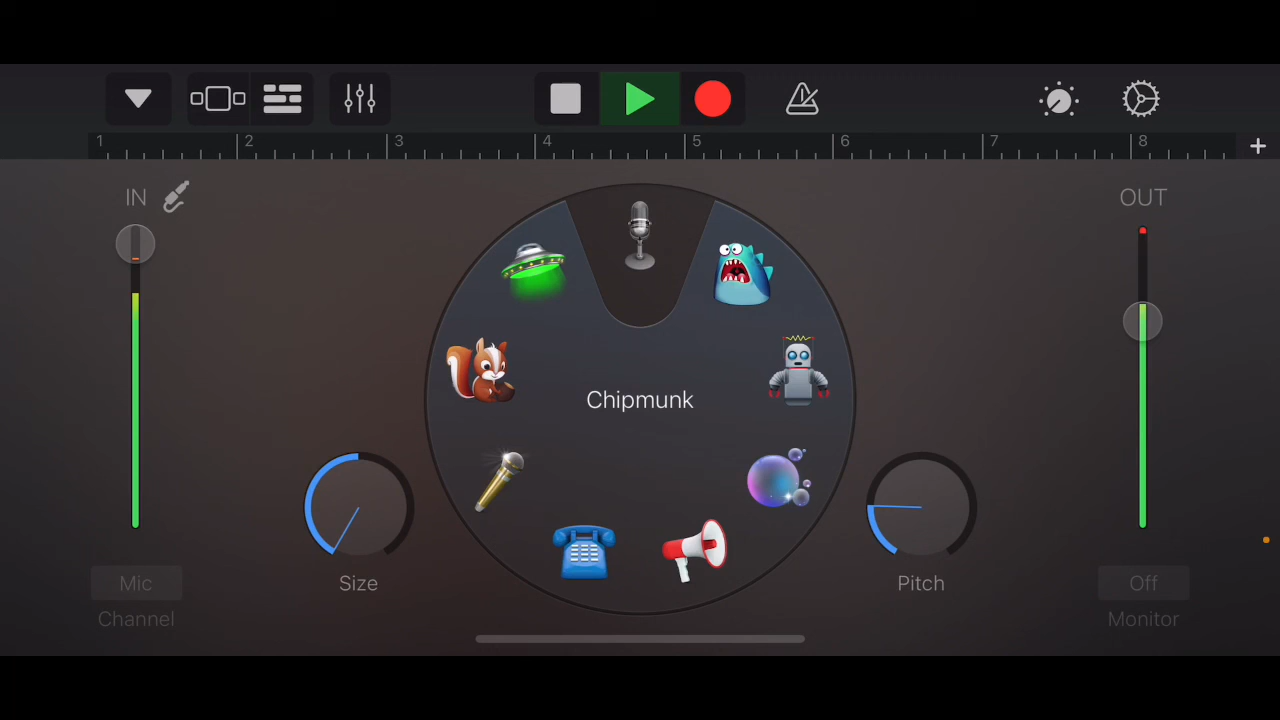 1 2 3 4 5 6 7 8 +
IN
OUT
Chipmunk
Size
Pitch
Mic
Off
Channel
Monitor